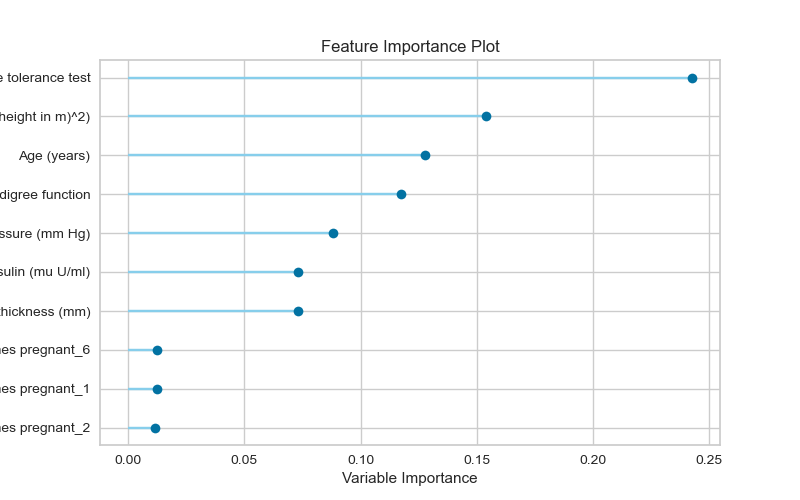 Feature Importance Plot
e tolerance test
height in m)^2)
Age (years)
digree function
ssure (mm Hg)
sulin (mu U/ml)
thickness (mm)
nes pregnant_6
nes pregnant_1
nes pregnant_2
0.00 0.05 0.10 0.15 0.20 0.25
Variable Importance